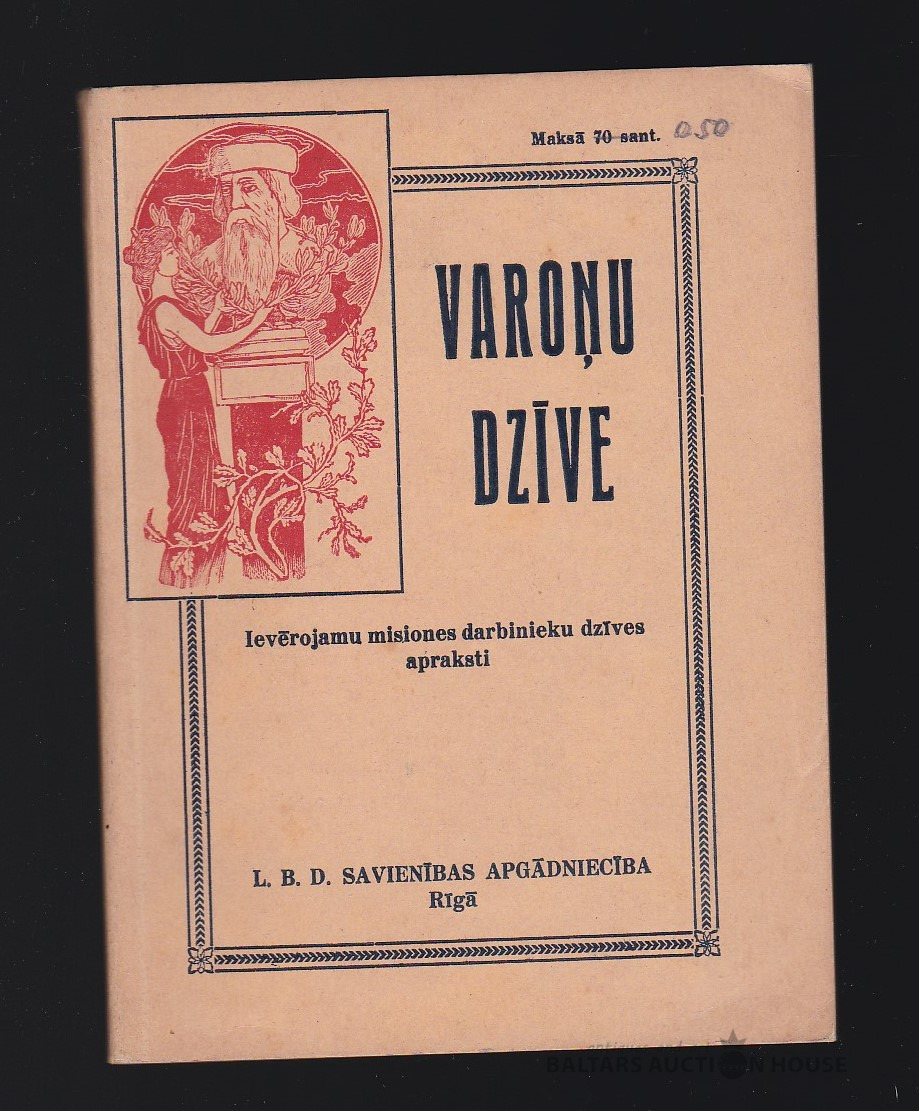 Maksā 70 sant. 0.50
VAROŅU
DZĪVE
Ievērojamu misiones darbinieku dzīves
apraksti
L. B. D. SAVIENĪBAS APGĀDNIECĪBA
Rīgā
BALTARS AUCTION HOUSE